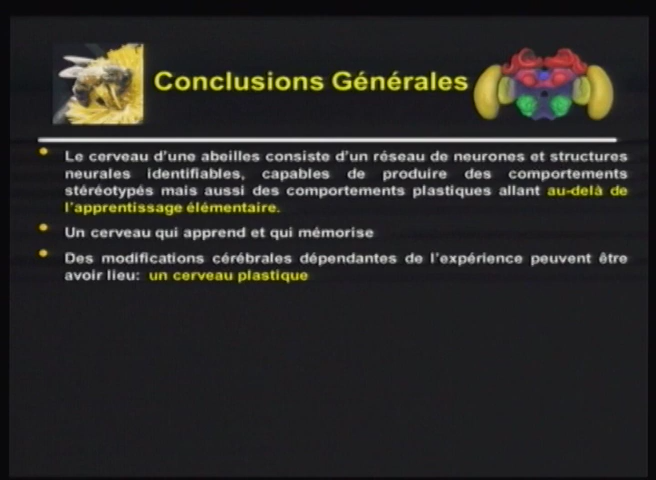 Conclusions Générales
Le cerveau d'une abeilles consiste d'un réseau de neurones et structures
neurales identifiables, capables de produire des comportements
stéréotypés mais aussi des comportements plastiques allant au-delà de
l'apprentissage élémentaire.
Un cerveau qui apprend et qui mémorise
Des modifications cérébrales dépendantes de l'expérience peuvent être
avoir lieu: un cerveau plastique